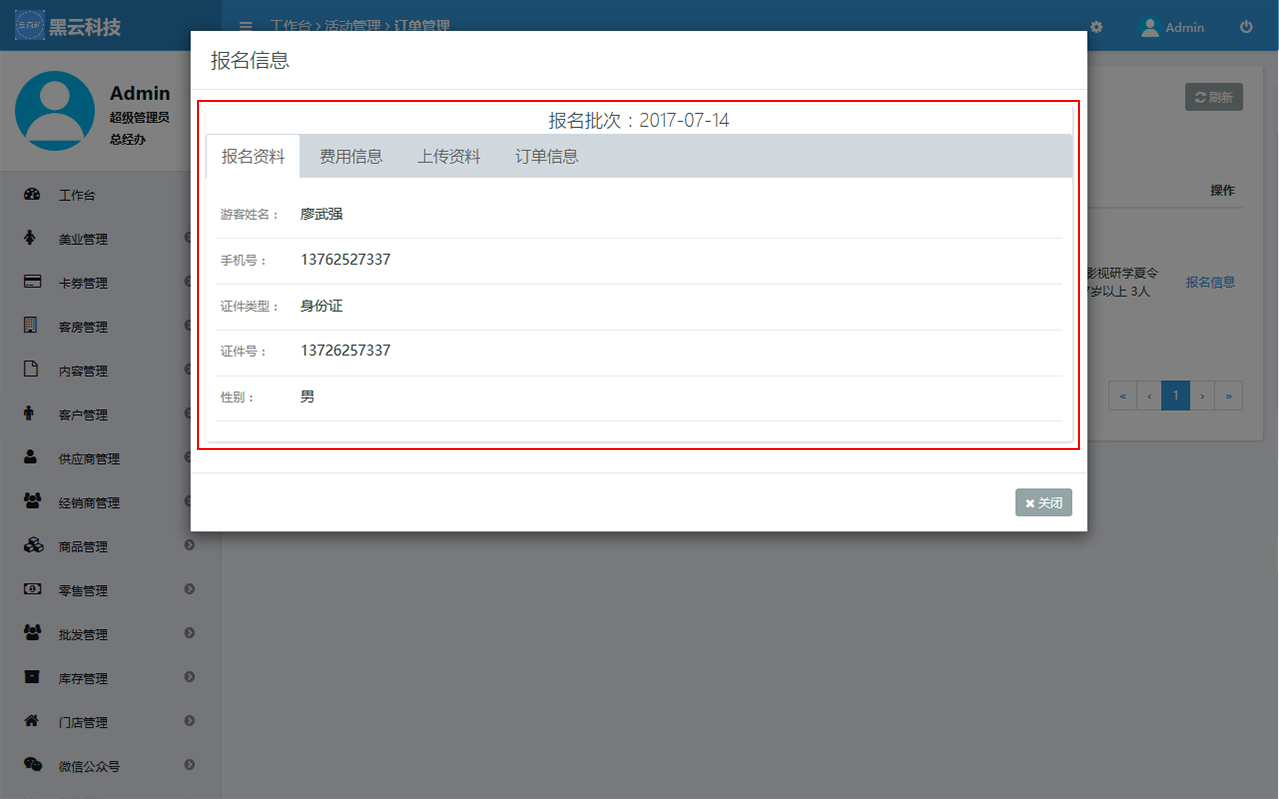 黑云科技
工作台 > 活动管理 > 订单管理
Admin
Admin
超级管理员
总经办
刷新
报名信息
报名批次：2017-07-14
报名资料 费用信息 上传资料 订单信息
游客姓名： 廖武强
手机号： 13762527337
证件类型： 身份证
证件号： 13726257337
性别： 男
关闭
操作
影视研学夏令
岁以上 3人
报名信息
« ‹ 1 › »
工作台
美业管理
卡券管理
客房管理
内容管理
客户管理
供应商管理
经销商管理
商品管理
零售管理
批发管理
库存管理
门店管理
微信公众号